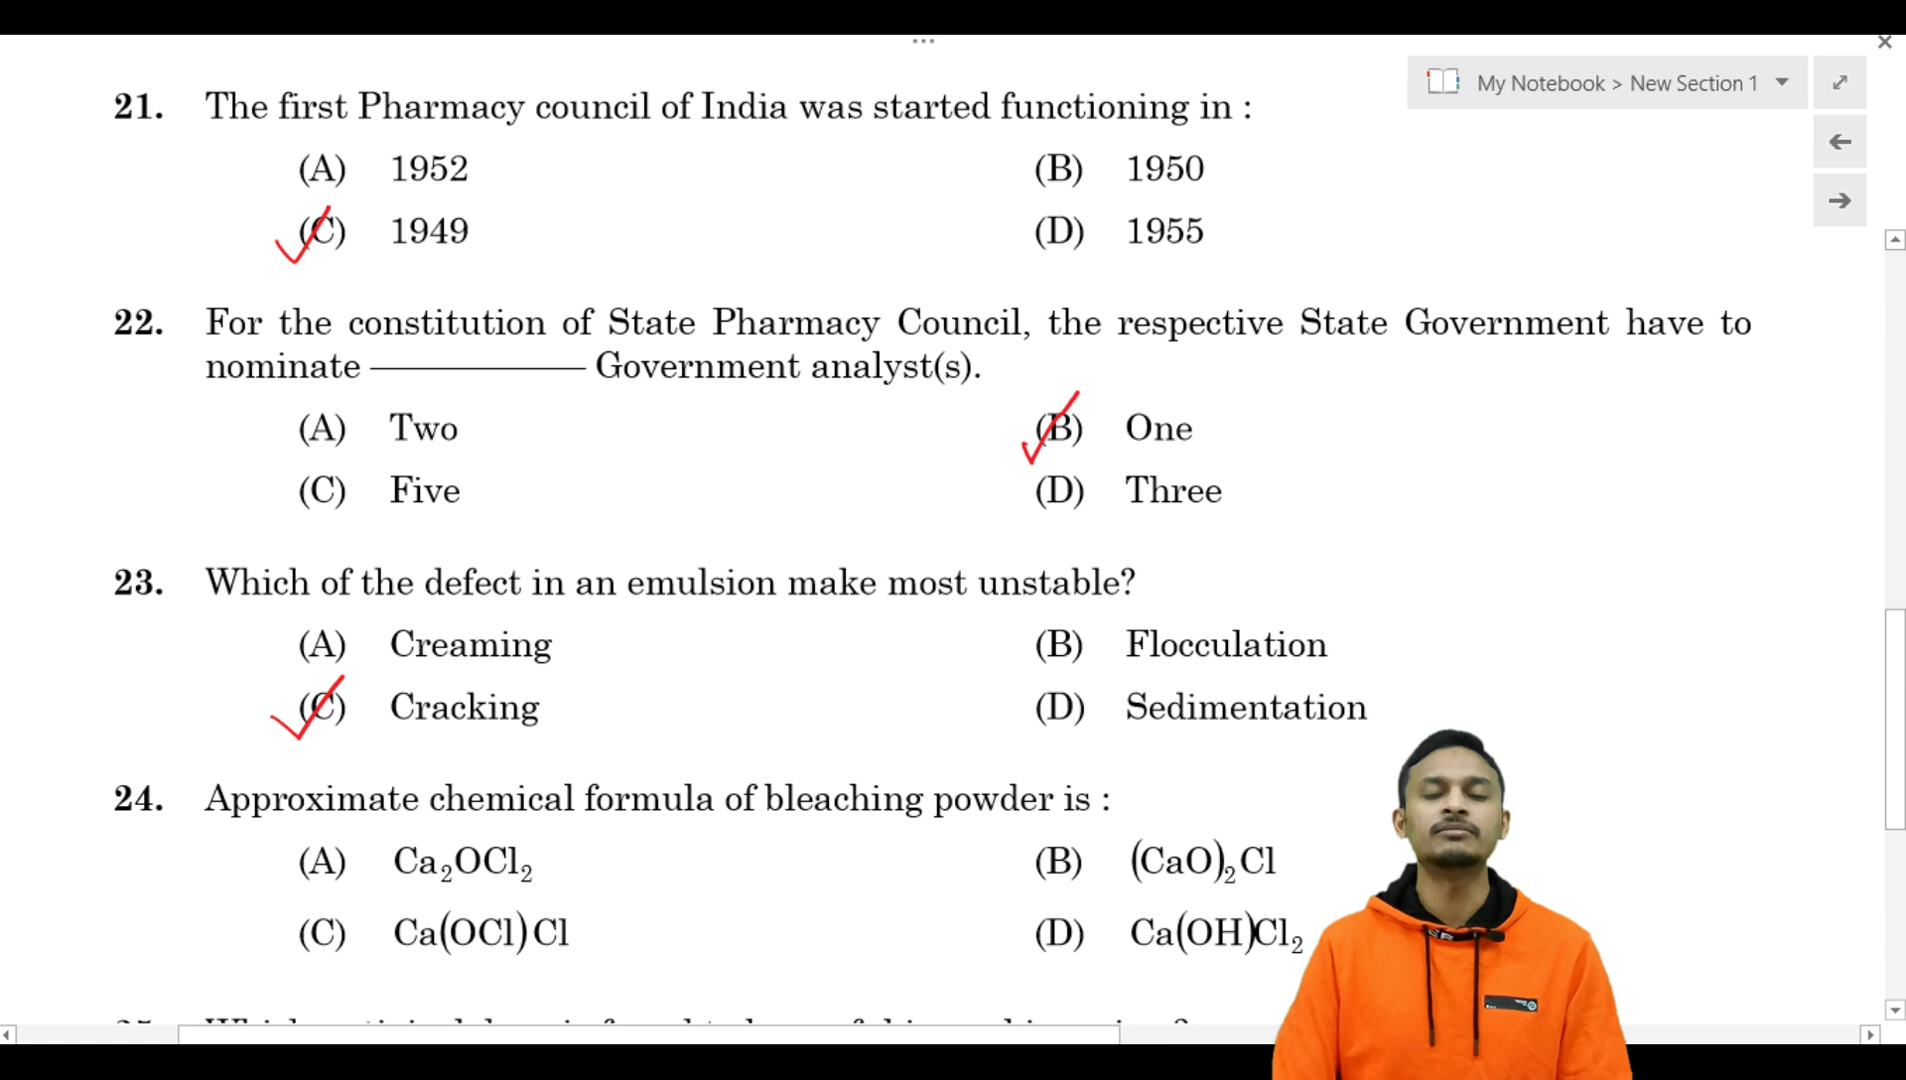 My Notebook > New Section 1
21. The first Pharmacy council of India was started functioning in :
(A) 1952 (B) 1950
(C) 1949 (D) 1955
22. For the constitution of State Pharmacy Council, the respective State Government have to
nominate ———— Government analyst(s).
(A) Two (B) One
(C) Five (D) Three
23. Which of the defect in an emulsion make most unstable?
(A) Creaming (B) Flocculation
(C) Cracking (D) Sedimentation
24. Approximate chemical formula of bleaching powder is :
(A) Ca₂OCl₂ (B) (CaO)₂Cl
(C) Ca(OCl)Cl (D) Ca(OH)Cl₂